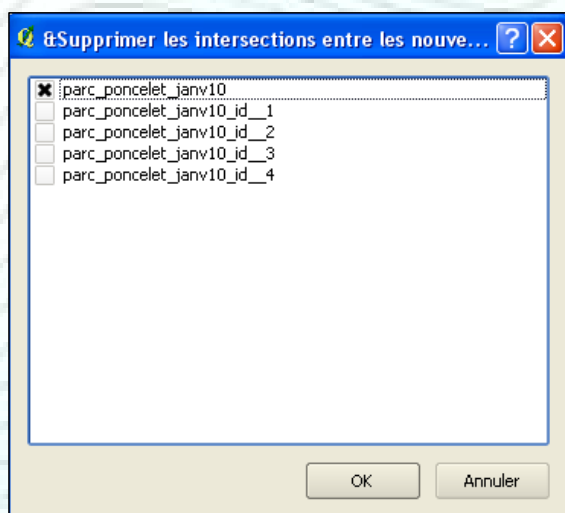 &Supprimer les intersections entre les nouve...
parc_poncelet_janv10
parc_poncelet_janv10_id__1
parc_poncelet_janv10_id__2
parc_poncelet_janv10_id__3
parc_poncelet_janv10_id__4
OK
Annuler